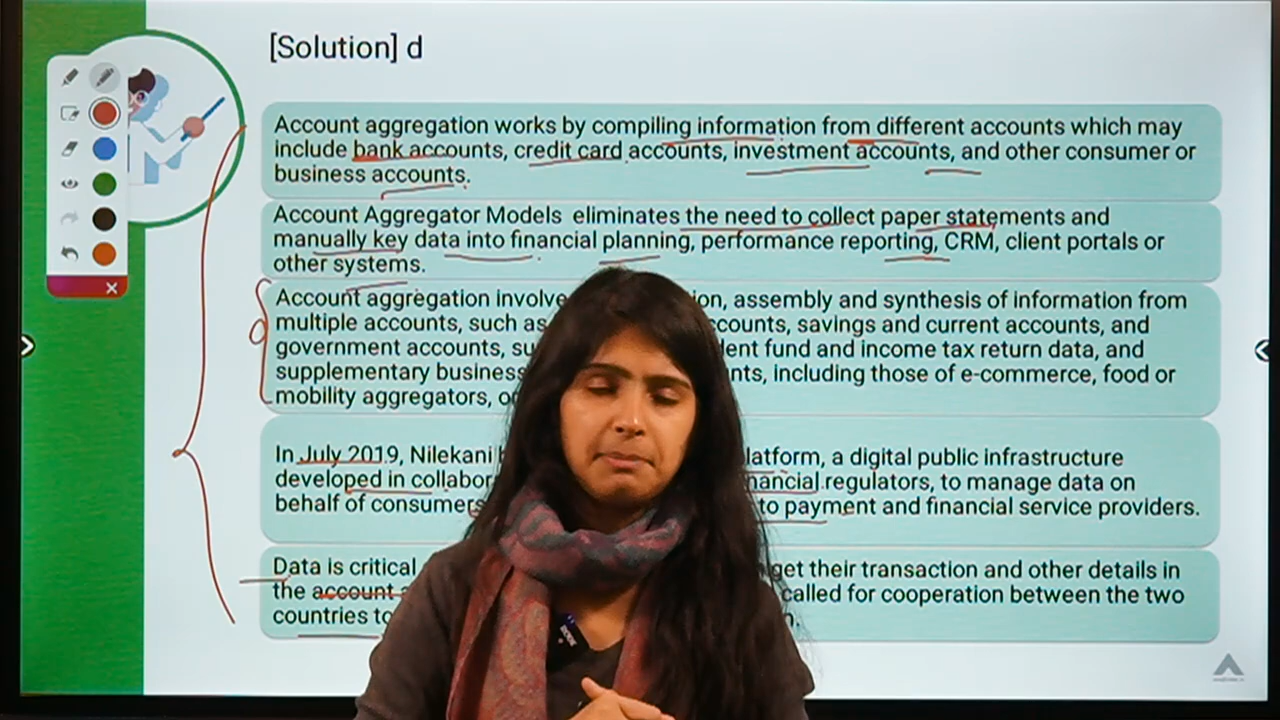 [Solution] d
Account aggregation works by compiling information from different accounts which may
include bank accounts, credit card accounts, investment accounts, and other consumer or
business accounts.
Account Aggregator Models eliminates the need to collect paper statements and
manually key data into financial planning, performance reporting, CRM, client portals or
other systems.
Account aggregation involve on, assembly and synthesis of information from
multiple accounts, such as counts, savings and current accounts, and
government accounts, su dent fund and income tax return data, and
supplementary business nts, including those of e-commerce, food or
mobility aggregators, o
In July 2019, Nilekani latform, a digital public infrastructure
developed in collabor nancial regulators, to manage data on
behalf of consumers to payment and financial service providers.
Data is critical get their transaction and other details in
the account called for cooperation between the two
countries to